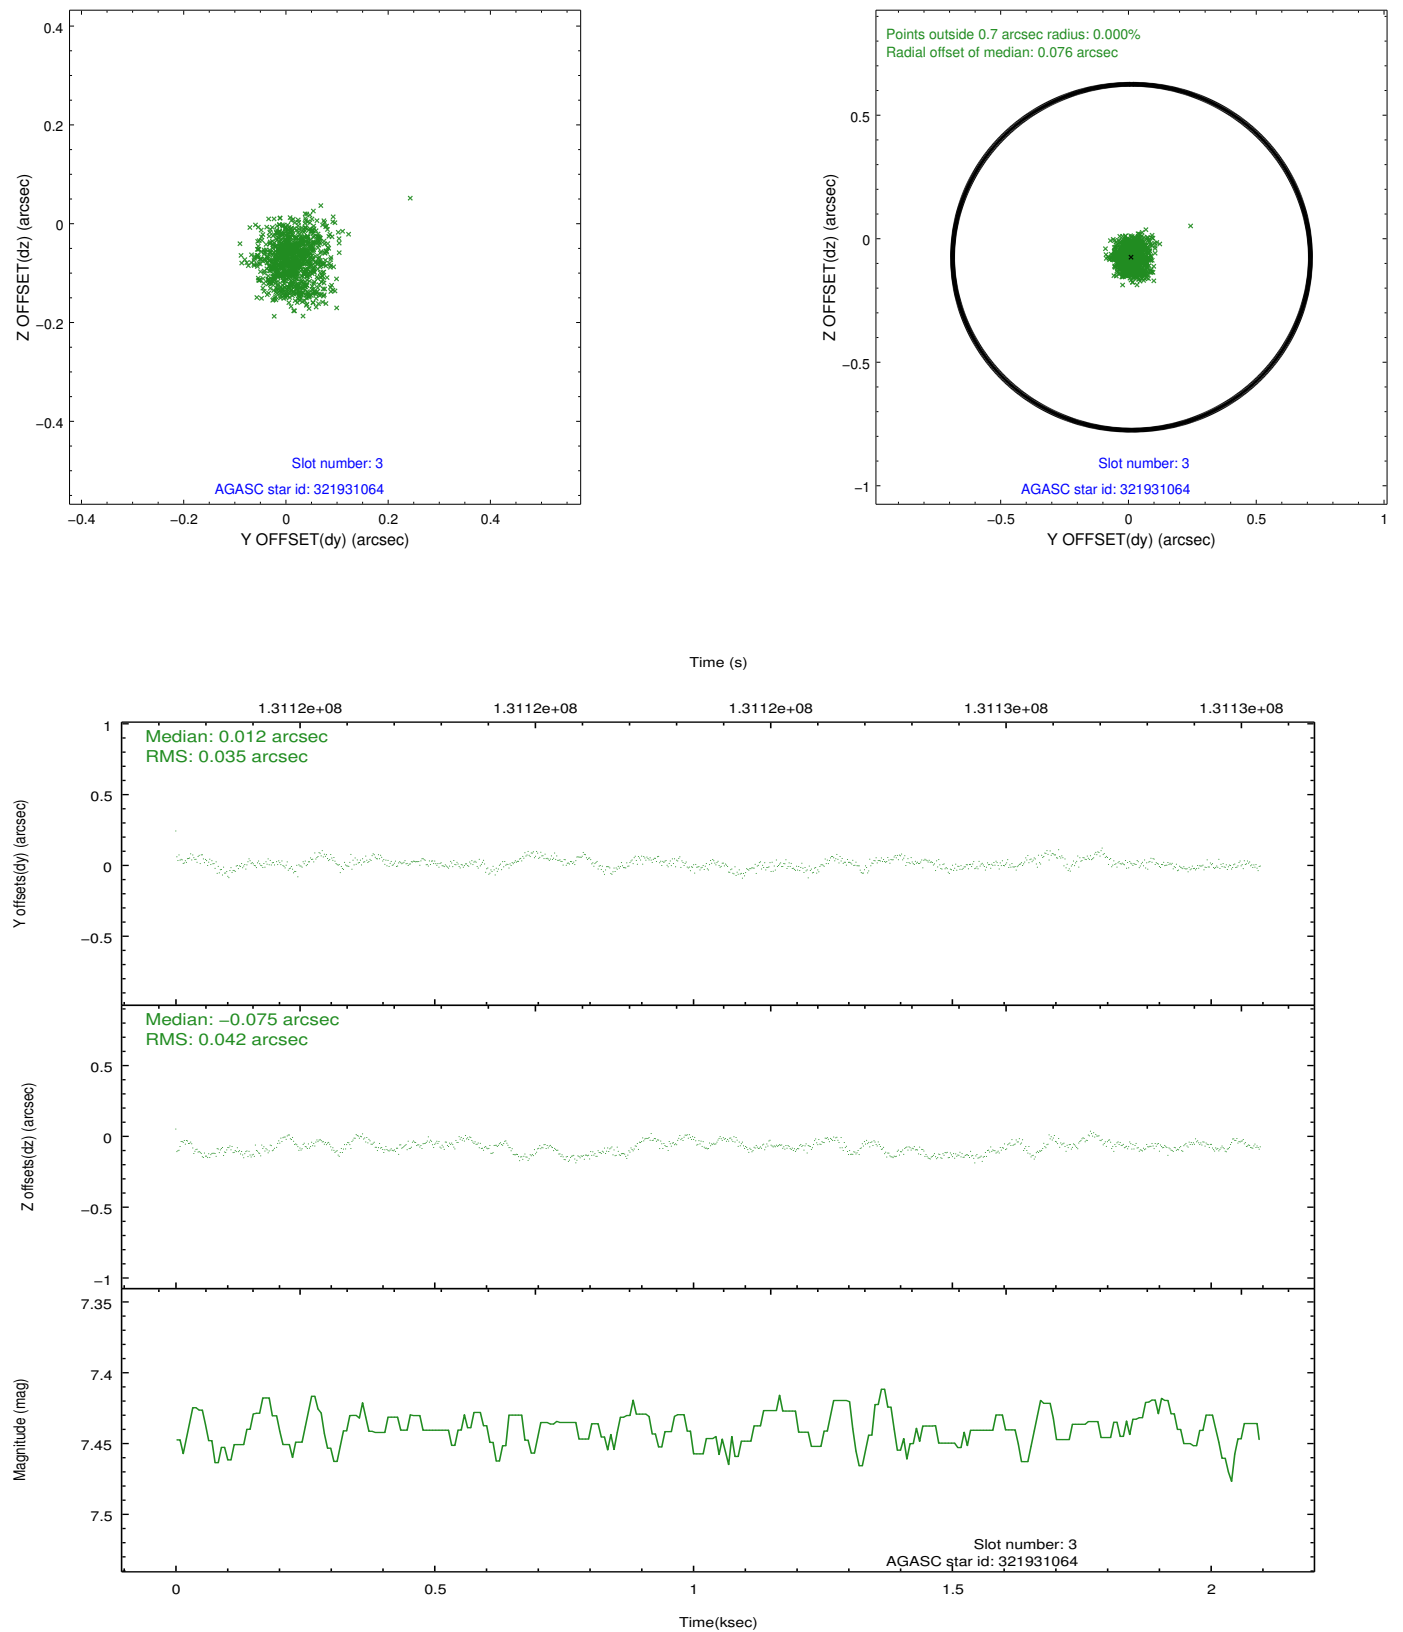 0.4
0.2
0
−0.2
−0.4
Z OFFSET(dz) (arcsec)
Slot number: 3
AGASC star id: 321931064
−0.4 −0.2 0 0.2 0.4
Y OFFSET(dy) (arcsec)
Points outside 0.7 arcsec radius: 0.000%
Radial offset of median: 0.076 arcsec
0.5
0
−0.5
−1
Z OFFSET(dz) (arcsec)
Slot number: 3
AGASC star id: 321931064
−0.5 0 0.5 1
Y OFFSET(dy) (arcsec)
Time (s)
1.3112e+08 1.3112e+08 1.3112e+08 1.3113e+08 1.3113e+08
Median: 0.012 arcsec
RMS: 0.035 arcsec
1
0.5
0
−0.5
Y offsets(dy) (arcsec)
Median: −0.075 arcsec
RMS: 0.042 arcsec
0.5
0
−0.5
−1
Z offsets(dz) (arcsec)
7.35
7.4
7.45
7.5
Magnitude (mag)
Slot number: 3
AGASC star id: 321931064
0 0.5 1 1.5 2
Time(ksec)